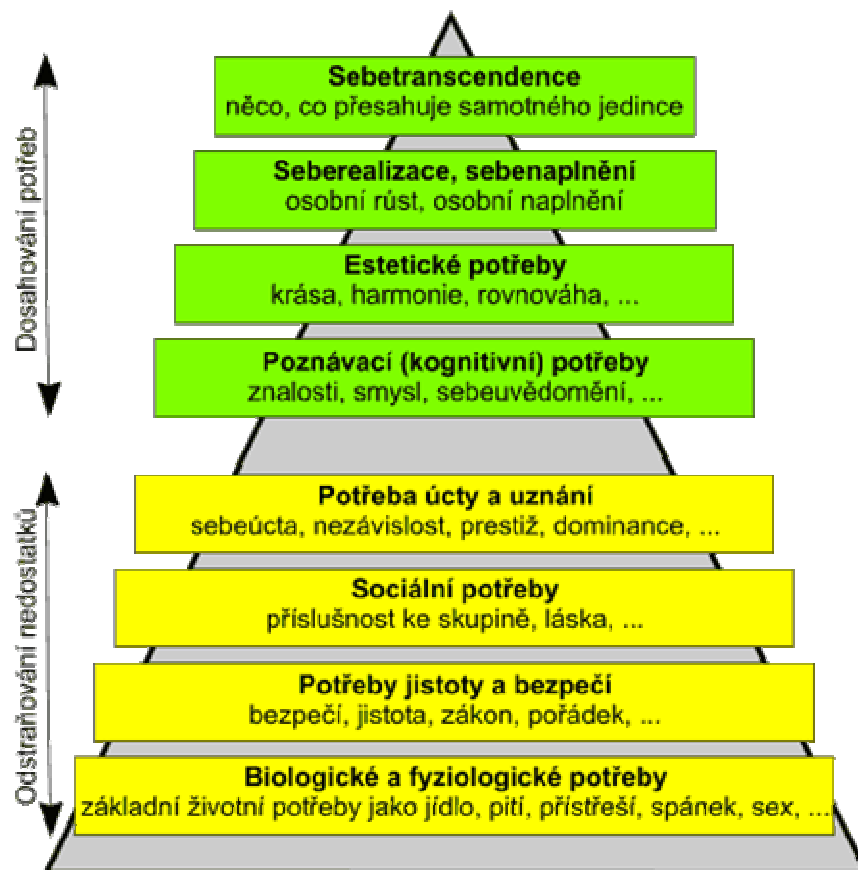 Sebetranscendence
něco, co přesahuje samotného jedince
Seberealizace, sebenaplnění
osobní růst, osobní naplnění
Estetické potřeby
krása, harmonie, rovnováha, ...
Poznávací (kognitivní) potřeby
znalosti, smysl, sebeuvědomění, ...
Dosahování potřeb
Potřeba úcty a uznání
sebeúcta, nezávislost, prestiž, dominance, ...
Sociální potřeby
příslušnost ke skupině, láska, ...
Potřeby jistoty a bezpečí
bezpečí, jistota, zákon, pořádek, ...
Biologické a fyziologické potřeby
základní životní potřeby jako jídlo, pití, přístřeší, spánek, sex, ...
Odstraňování nedostatků